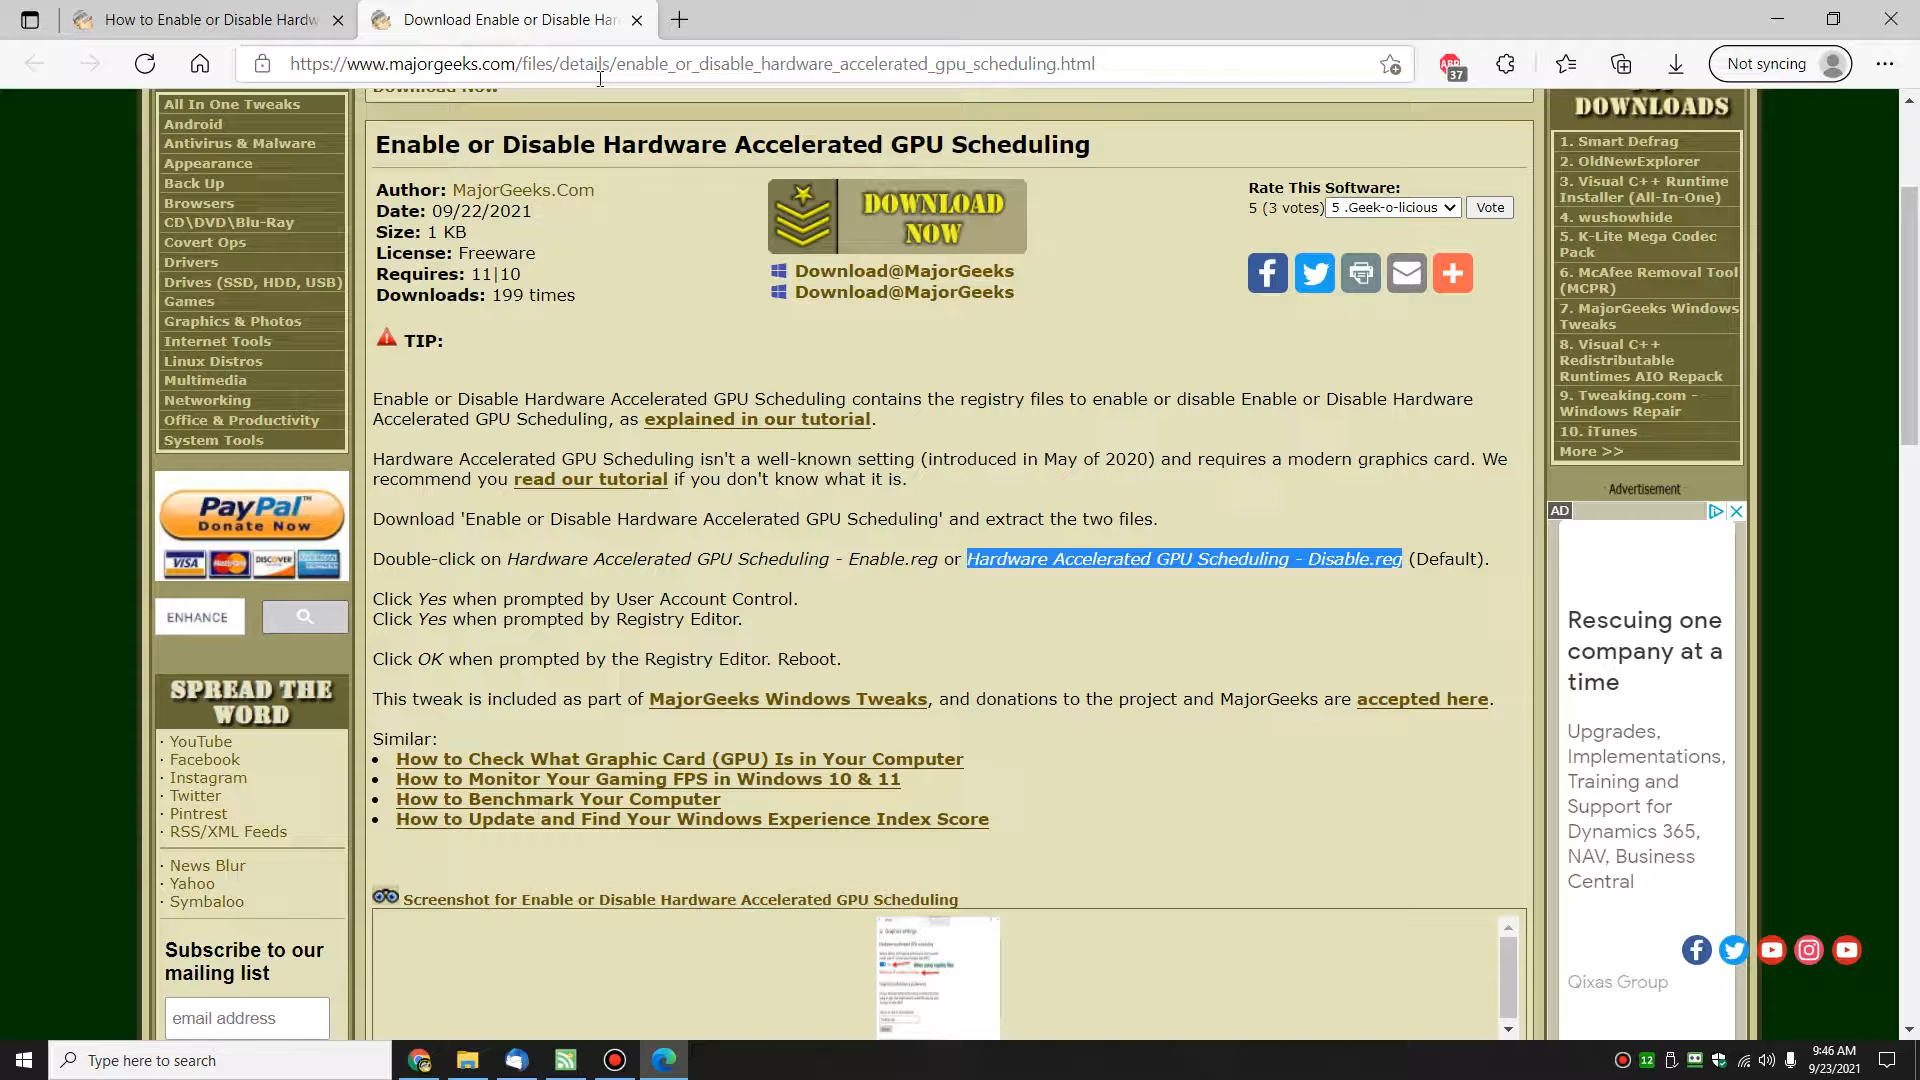 How to Enable or Disable Hardw
Download Enable or Disable Har
https://www.majorgeeks.com/files/details/enable_or_disable_hardware_accelerated_gpu_scheduling.html
ABP
37
Not syncing
All In One Tweaks
Android
Antivirus & Malware
Appearance
Back Up
Browsers
CD\DVD\Blu-Ray
Covert Ops
Drivers
Drives (SSD, HDD, USB)
Games
Graphics & Photos
Internet Tools
Linux Distros
Multimedia
Networking
Office & Productivity
System Tools
PayPal™
Donate Now
VISA
DISCOVER
ENHANCE
SPREAD THE
WORD
· YouTube
· Facebook
· Instagram
· Twitter
· Pintrest
· RSS/XML Feeds
· News Blur
· Yahoo
· Symbaloo
Subscribe to our
mailing list
email address
Download Now
Enable or Disable Hardware Accelerated GPU Scheduling
Author: MajorGeeks.Com
Date: 09/22/2021
Size: 1 KB
License: Freeware
Requires: 11|10
Downloads: 199 times
DOWNLOAD
NOW
Download@MajorGeeks
Download@MajorGeeks
Rate This Software:
5 (3 votes) 5 .Geek-o-licious Vote
TIP:
Enable or Disable Hardware Accelerated GPU Scheduling contains the registry files to enable or disable Enable or Disable Hardware
Accelerated GPU Scheduling, as explained in our tutorial.
Hardware Accelerated GPU Scheduling isn't a well-known setting (introduced in May of 2020) and requires a modern graphics card. We
recommend you read our tutorial if you don't know what it is.
Download 'Enable or Disable Hardware Accelerated GPU Scheduling' and extract the two files.
Double-click on Hardware Accelerated GPU Scheduling - Enable.reg or Hardware Accelerated GPU Scheduling - Disable.reg (Default).
Click Yes when prompted by User Account Control.
Click Yes when prompted by Registry Editor.
Click OK when prompted by the Registry Editor. Reboot.
This tweak is included as part of MajorGeeks Windows Tweaks, and donations to the project and MajorGeeks are accepted here.
Similar:
• How to Check What Graphic Card (GPU) Is in Your Computer
• How to Monitor Your Gaming FPS in Windows 10 & 11
• How to Benchmark Your Computer
• How to Update and Find Your Windows Experience Index Score
Screenshot for Enable or Disable Hardware Accelerated GPU Scheduling
DOWNLOADS
1. Smart Defrag
2. OldNewExplorer
3. Visual C++ Runtime
Installer (All-In-One)
4. wushowhide
5. K-Lite Mega Codec
Pack
6. McAfee Removal Tool
(MCPR)
7. MajorGeeks Windows
Tweaks
8. Visual C++
Redistributable
Runtimes AIO Repack
9. Tweaking.com -
Windows Repair
10. iTunes
More >>
Advertisement
AD
Rescuing one
company at a
time
Upgrades,
Implementations,
Training and
Support for
Dynamics 365,
NAV, Business
Central
Qixas Group
Type here to search
12
9:46 AM
9/23/2021